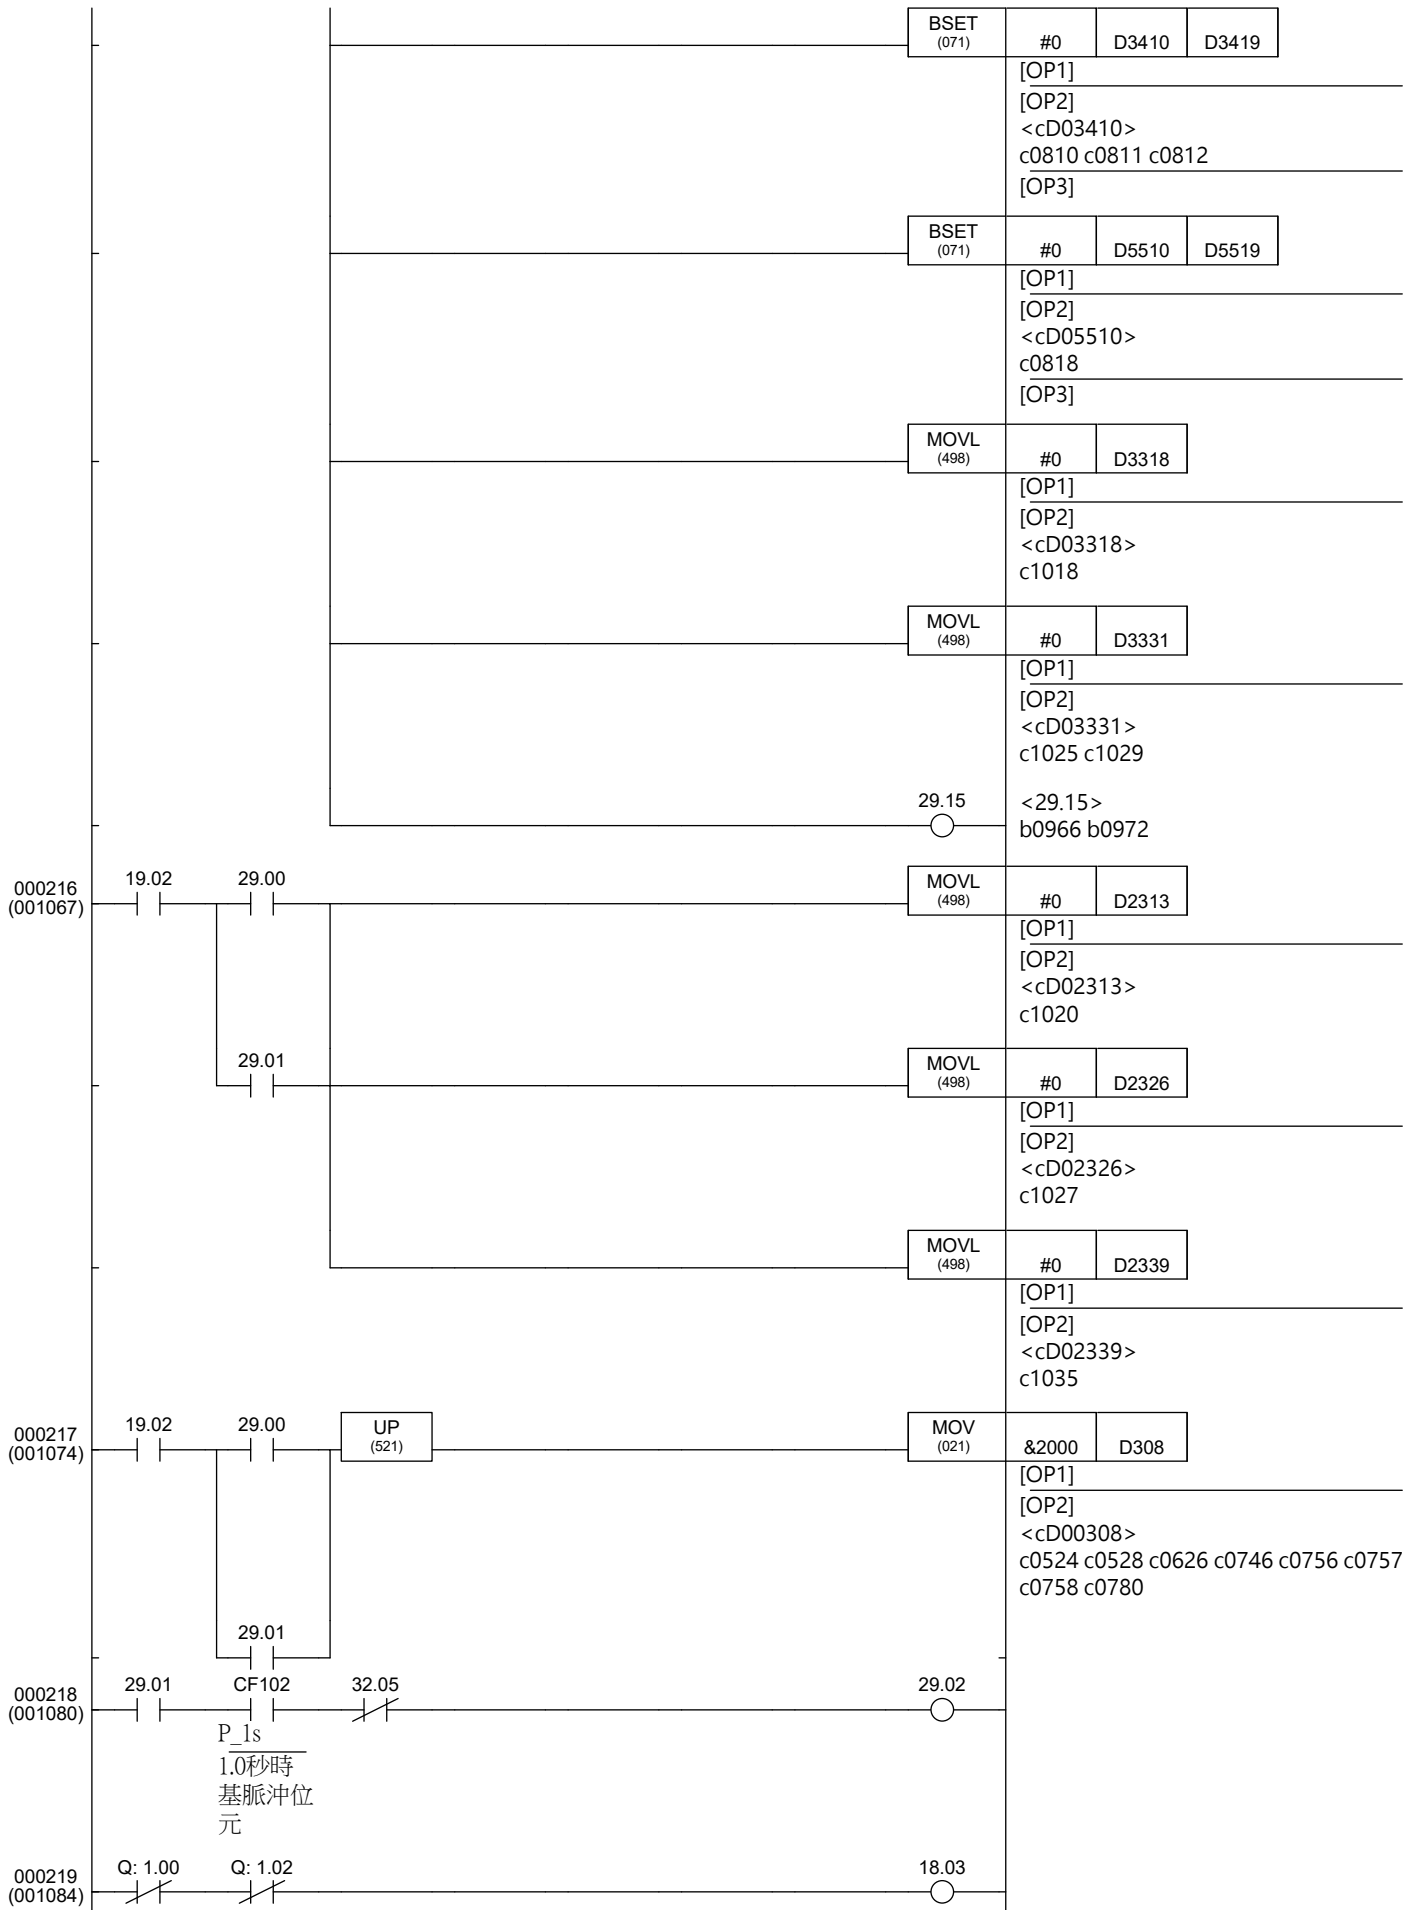 BSET
(071)
#0 D3410 D3419
[OP1]
[OP2]
<cD03410>
c0810 c0811 c0812
[OP3]
BSET
(071)
#0 D5510 D5519
[OP1]
[OP2]
<cD05510>
c0818
[OP3]
MOVL
(498)
#0 D3318
[OP1]
[OP2]
<cD03318>
c1018
MOVL
(498)
#0 D3331
[OP1]
[OP2]
<cD03331>
c1025 c1029
29.15 <29.15>
b0966 b0972
000216
(001067)
19.02 29.00
MOVL
(498)
#0 D2313
[OP1]
[OP2]
<cD02313>
c1020
29.01
MOVL
(498)
#0 D2326
[OP1]
[OP2]
<cD02326>
c1027
MOVL
(498)
#0 D2339
[OP1]
[OP2]
<cD02339>
c1035
000217
(001074)
19.02 29.00
UP
(521)
MOV
(021)
&2000 D308
[OP1]
[OP2]
<cD00308>
c0524 c0528 c0626 c0746 c0756 c0757
c0758 c0780
29.01
000218
(001080)
29.01 CF102 32.05 29.02
P_1s
1.0秒時
基脈沖位
元
000219
(001084)
Q: 1.00 Q: 1.02 18.03